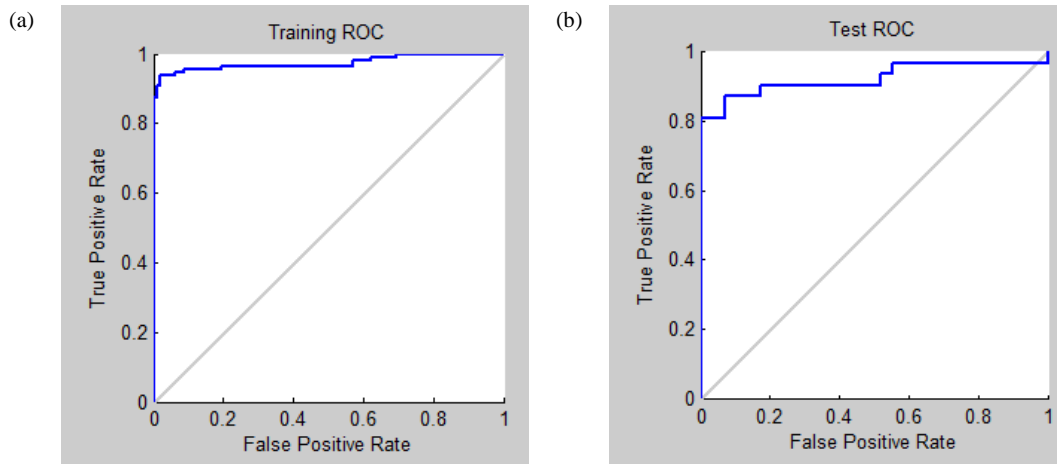 (a)
Training ROC
1
0.8
0.6
0.4
0.2
0
True Positive Rate
0 0.2 0.4 0.6 0.8 1
False Positive Rate
(b)
Test ROC
1
0.8
0.6
0.4
0.2
0
True Positive Rate
0 0.2 0.4 0.6 0.8 1
False Positive Rate